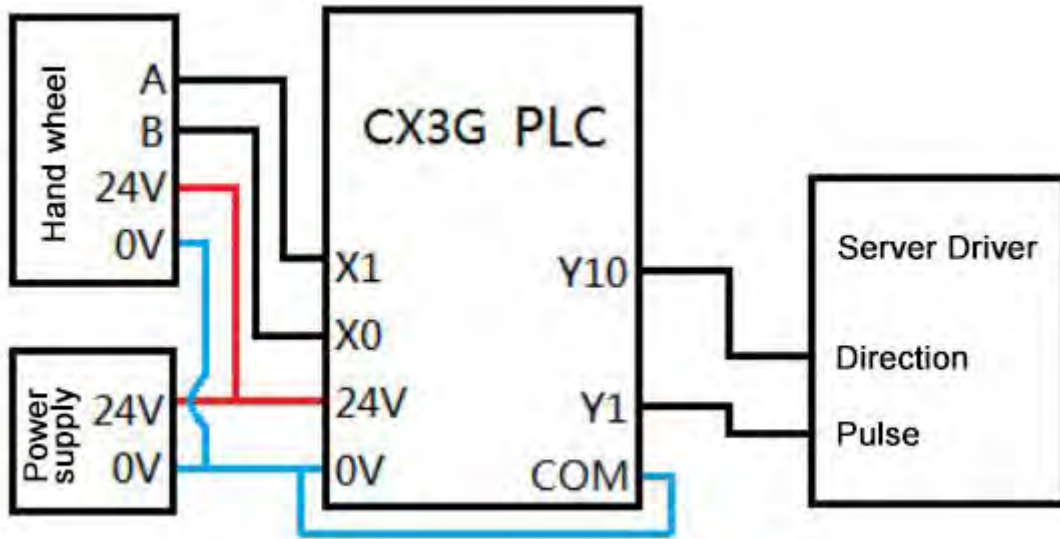 Hand wheel
A
B
24V
0V
Power
supply
24V
0V
CX3G PLC
X1
X0
24V
0V
Y10
Y1
COM
Server Driver
Direction
Pulse